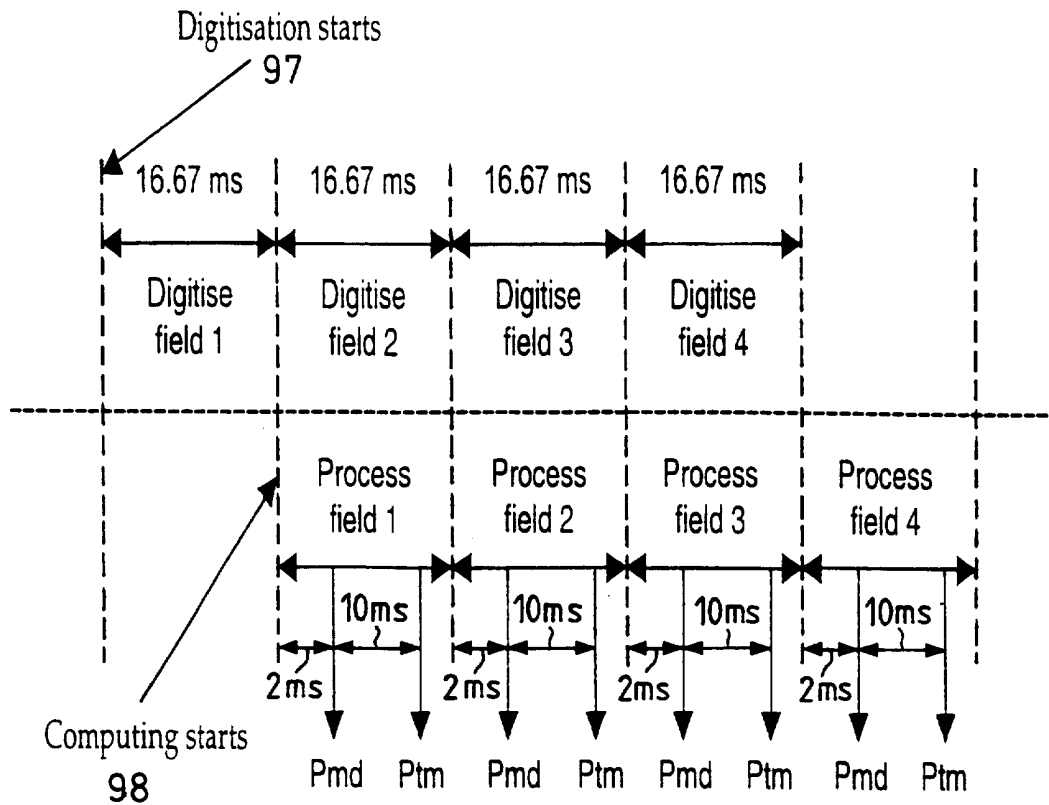 Digitisation starts
97
16.67 ms 16.67 ms 16.67 ms 16.67 ms
Digitise Digitise Digitise Digitise
field 1 field 2 field 3 field 4
Process Process Process Process
field 1 field 2 field 3 field 4
10ms 10ms 10ms 10ms
2ms 2ms 2ms 2ms
Computing starts
98
Pmd Ptm Pmd Ptm Pmd Ptm Pmd Ptm